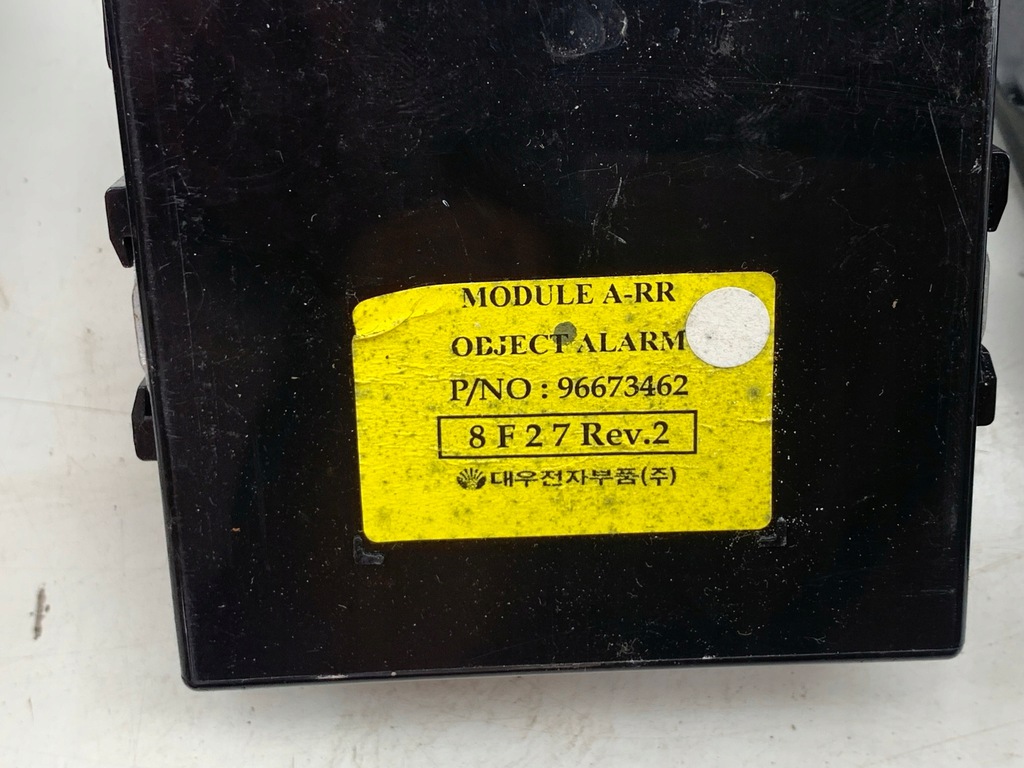 MODULE A-RR
OBJECT ALARM
P/NO : 96673462
8 F 2 7 Rev.2
대우전자부품(주)